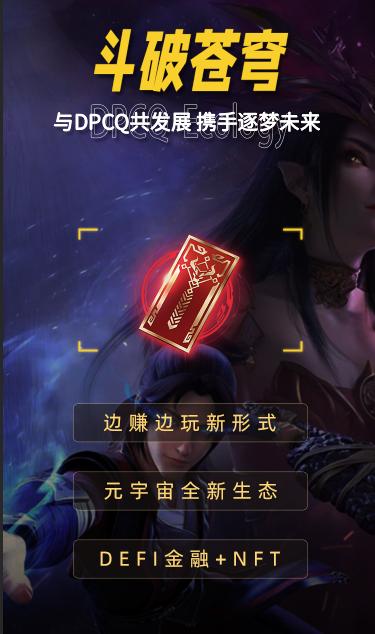 斗破苍穹
DPCQ Ecology
与DPCQ共发展 携手逐梦未来
边赚边玩新形式
元宇宙全新生态
DEFI金融+NFT